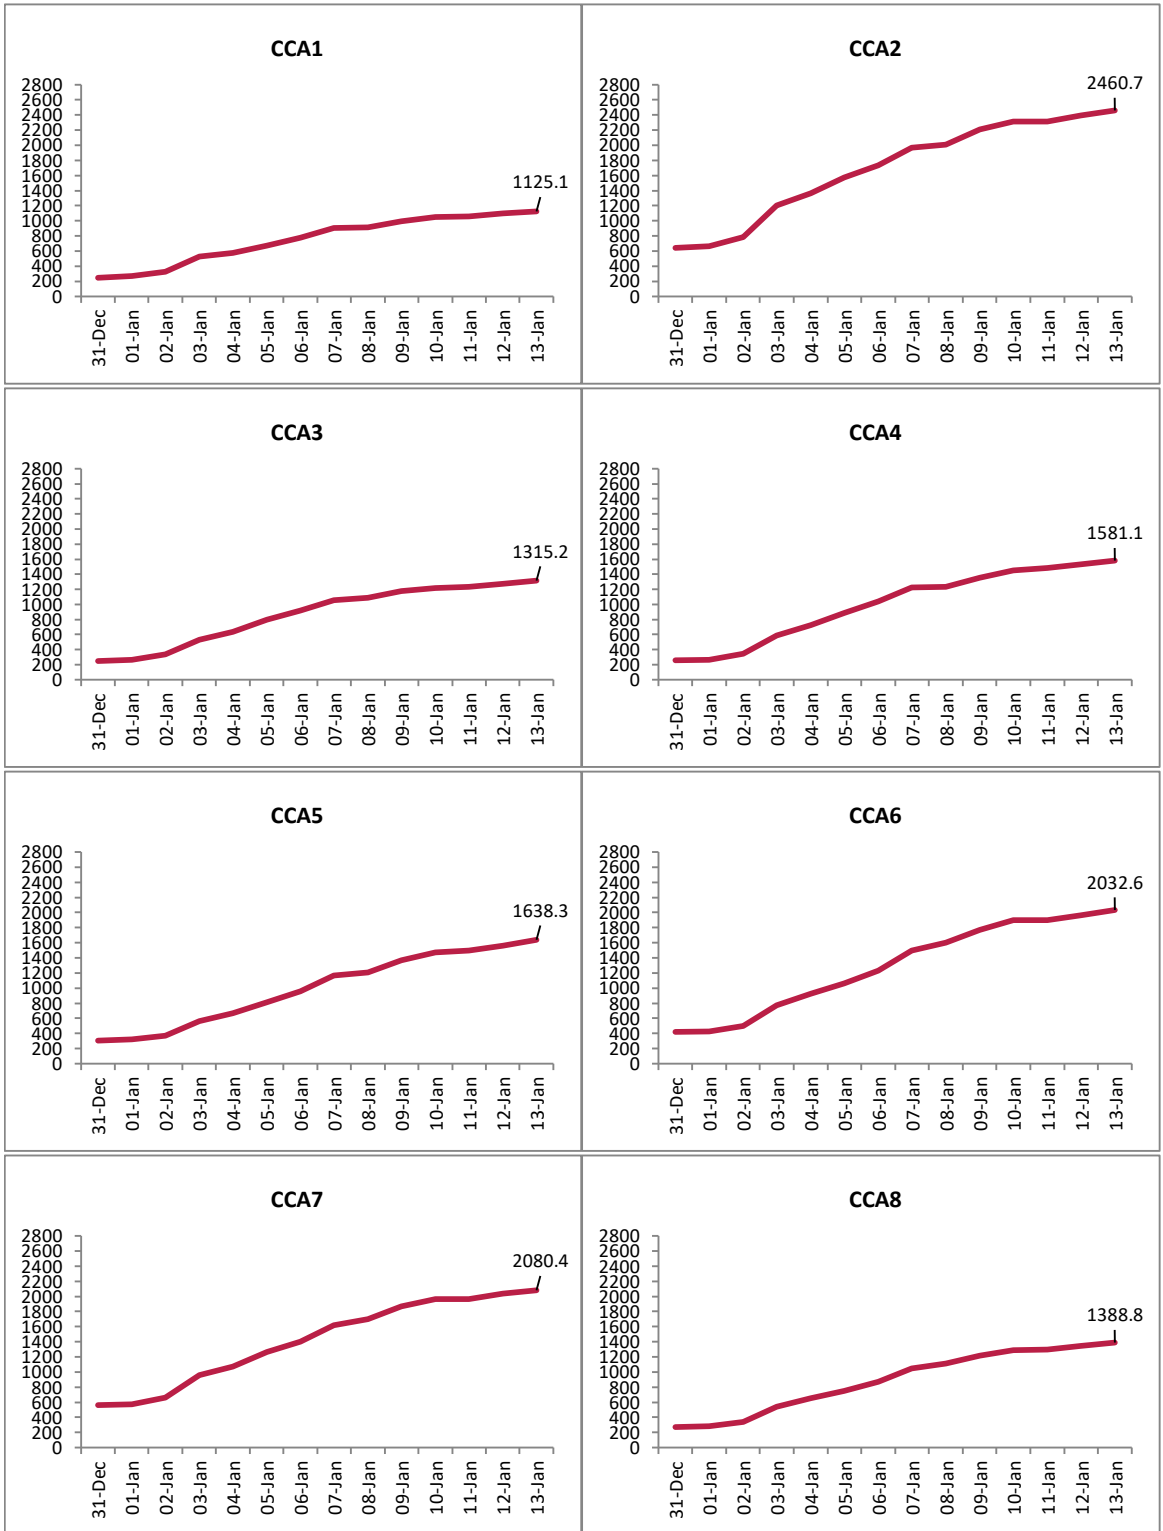 CCA1
2800
2600
2400
2200
2000
1800
1600
1400
1200
1000
800
600
400
200
0
1125.1
31-Dec
01-Jan
02-Jan
03-Jan
04-Jan
05-Jan
06-Jan
07-Jan
08-Jan
09-Jan
10-Jan
11-Jan
12-Jan
13-Jan
CCA2
2800
2600
2400
2200
2000
1800
1600
1400
1200
1000
800
600
400
200
0
2460.7
31-Dec
01-Jan
02-Jan
03-Jan
04-Jan
05-Jan
06-Jan
07-Jan
08-Jan
09-Jan
10-Jan
11-Jan
12-Jan
13-Jan
CCA3
2800
2600
2400
2200
2000
1800
1600
1400
1200
1000
800
600
400
200
0
1315.2
31-Dec
01-Jan
02-Jan
03-Jan
04-Jan
05-Jan
06-Jan
07-Jan
08-Jan
09-Jan
10-Jan
11-Jan
12-Jan
13-Jan
CCA4
2800
2600
2400
2200
2000
1800
1600
1400
1200
1000
800
600
400
200
0
1581.1
31-Dec
01-Jan
02-Jan
03-Jan
04-Jan
05-Jan
06-Jan
07-Jan
08-Jan
09-Jan
10-Jan
11-Jan
12-Jan
13-Jan
CCA5
2800
2600
2400
2200
2000
1800
1600
1400
1200
1000
800
600
400
200
0
1638.3
31-Dec
01-Jan
02-Jan
03-Jan
04-Jan
05-Jan
06-Jan
07-Jan
08-Jan
09-Jan
10-Jan
11-Jan
12-Jan
13-Jan
CCA6
2800
2600
2400
2200
2000
1800
1600
1400
1200
1000
800
600
400
200
0
2032.6
31-Dec
01-Jan
02-Jan
03-Jan
04-Jan
05-Jan
06-Jan
07-Jan
08-Jan
09-Jan
10-Jan
11-Jan
12-Jan
13-Jan
CCA7
2800
2600
2400
2200
2000
1800
1600
1400
1200
1000
800
600
400
200
0
2080.4
31-Dec
01-Jan
02-Jan
03-Jan
04-Jan
05-Jan
06-Jan
07-Jan
08-Jan
09-Jan
10-Jan
11-Jan
12-Jan
13-Jan
CCA8
2800
2600
2400
2200
2000
1800
1600
1400
1200
1000
800
600
400
200
0
1388.8
31-Dec
01-Jan
02-Jan
03-Jan
04-Jan
05-Jan
06-Jan
07-Jan
08-Jan
09-Jan
10-Jan
11-Jan
12-Jan
13-Jan